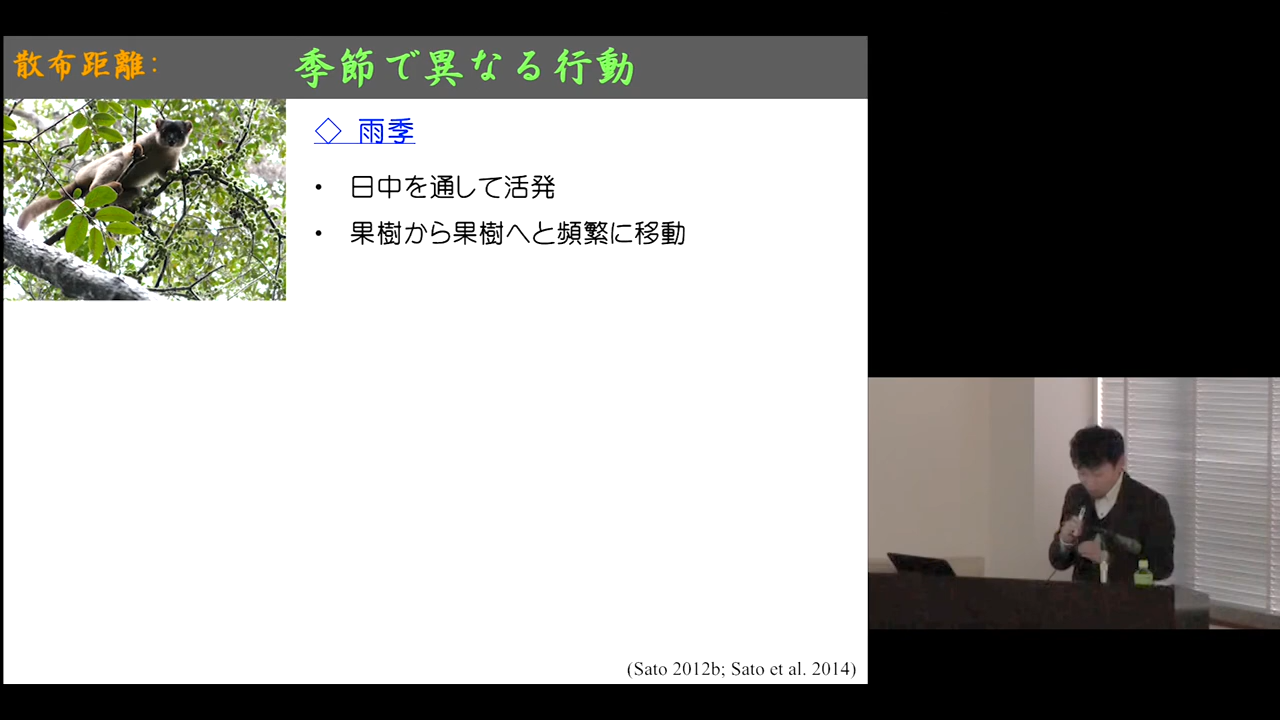 散布距離:
季節で異なる行動
◇ 雨季
• 日中を通して活発
• 果樹から果樹へと頻繁に移動
(Sato 2012b; Sato et al. 2014)